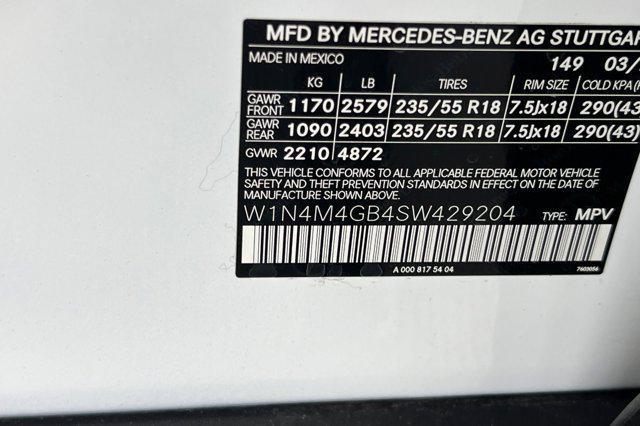 MFD BY MERCEDES-BENZ AG STUTTGAR
MADE IN MEXICO 149 03/
KG LB TIRES RIM SIZE COLD KPA(
GAWR FRONT 1170 2579 235/55 R18 7.5Jx18 290(43
GAWR REAR 1090 2403 235/55 R18 7.5Jx18 290(43)
GVWR 2210 4872
THIS VEHICLE CONFORMS TO ALL APPLICABLE FEDERAL MOTOR VEHICLE
SAFETY AND THEFT PREVENTION STANDARDS IN EFFECT ON THE DATE OF
MANUFACTURE SHOWN ABOVE.
W1N4M4GB4SW429204 TYPE: MPV
A 000 817 54 04 7603056